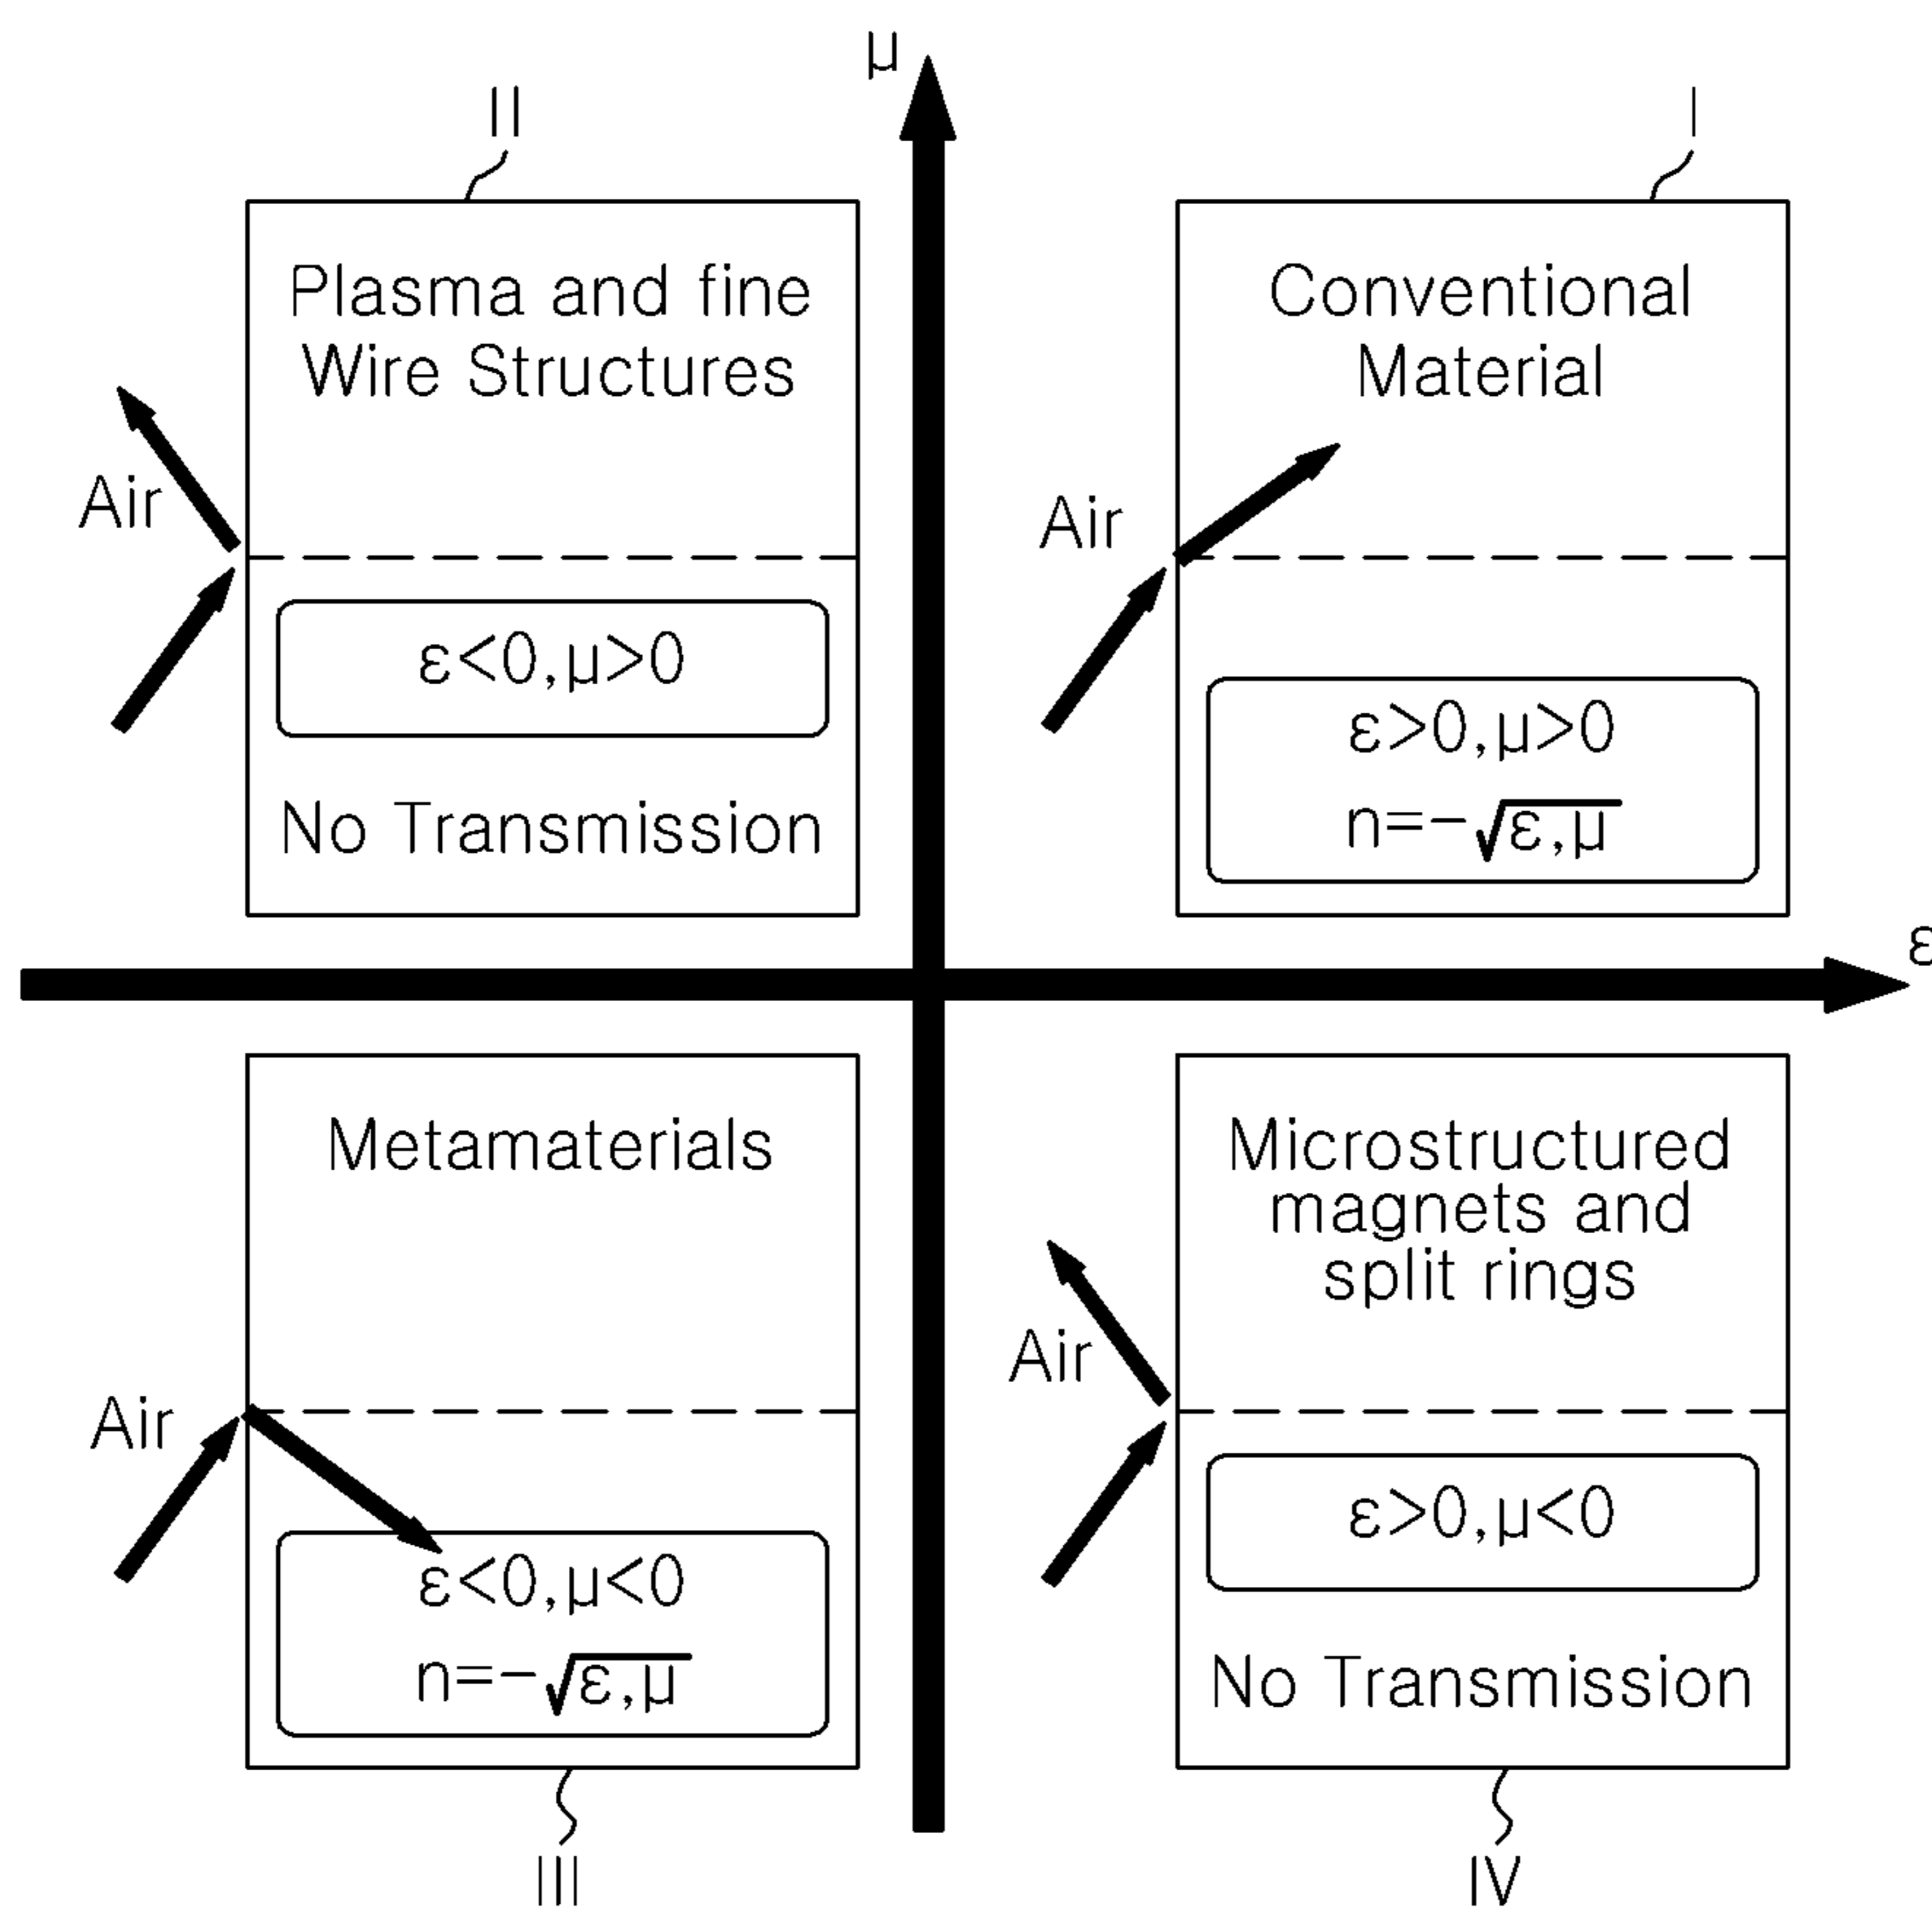 μ
II
I
Plasma and fine
Wire Structures
Air
ε<0,μ>0
No Transmission
Conventional
Material
Air
ε>0,μ>0
n=-√ε,μ
ε
Metamaterials
Air
ε<0,μ<0
n=-√ε,μ
III
Microstructured
magnets and
split rings
Air
ε>0,μ<0
No Transmission
IV